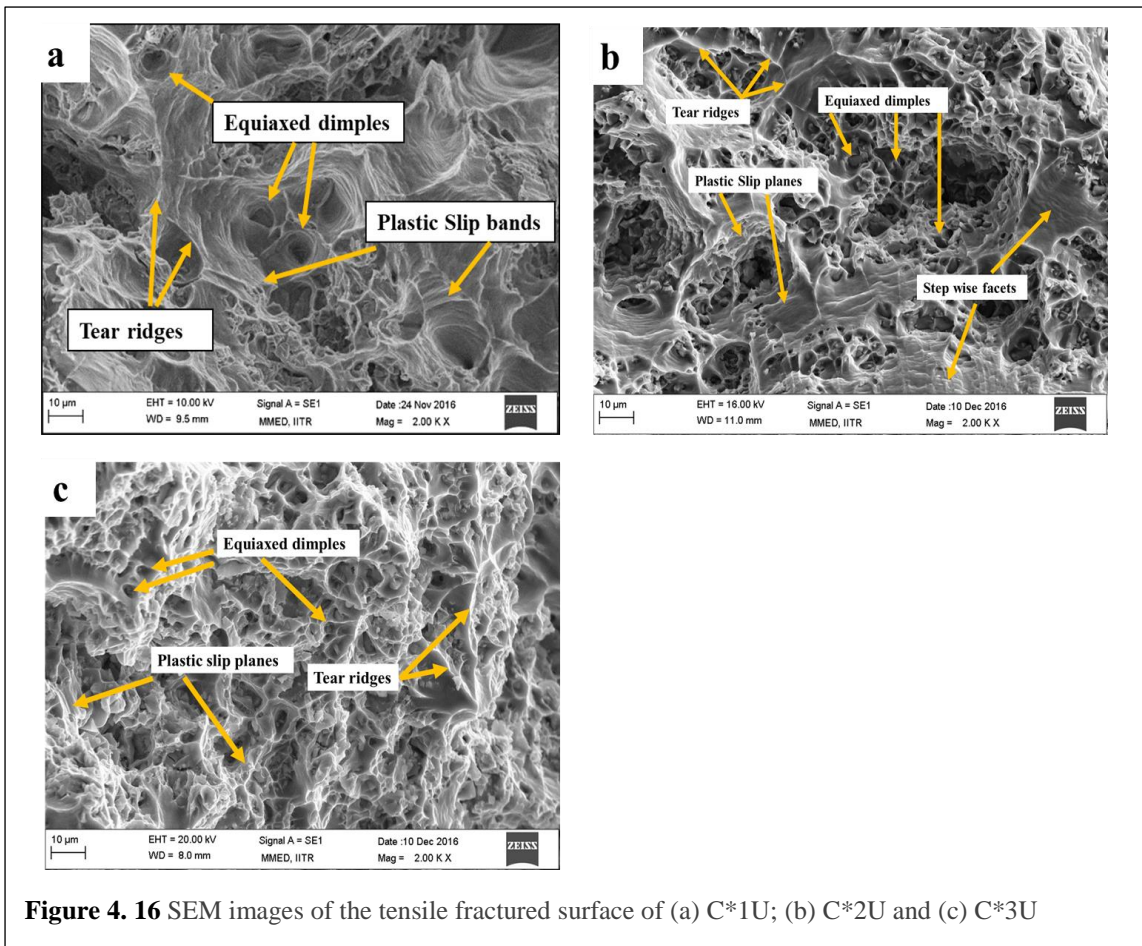 a
Equiaxed dimples
Plastic Slip bands
Tear ridges
10 µm
EHT = 10.00 kV
Signal A = SE1
Date :24 Nov 2016
WD = 9.5 mm
MMED, IITR
Mag = 2.00 K X
ZEISS
b
Tear ridges
Equiaxed dimples
Plastic Slip planes
Step wise facets
10 µm
EHT = 16.00 kV
Signal A = SE1
Date :10 Dec 2016
WD = 11.0 mm
MMED, IITR
Mag = 2.00 K X
ZEISS
c
Equiaxed dimples
Plastic slip planes
Tear ridges
10 µm
EHT = 20.00 kV
Signal A = SE1
Date :10 Dec 2016
WD = 8.0 mm
MMED, IITR
Mag = 2.00 K X
ZEISS
Figure 4. 16 SEM images of the tensile fractured surface of (a) C*1U; (b) C*2U and (c) C*3U